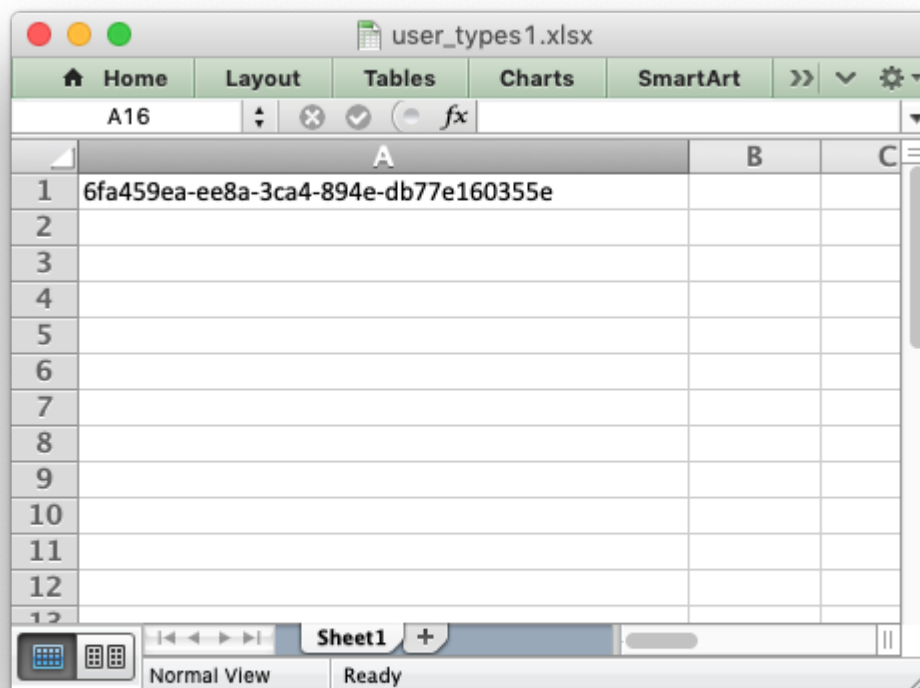 user_types1.xlsx
Home Layout Tables Charts SmartArt
A16 fx
A B C
1 6fa459ea-ee8a-3ca4-894e-db77e160355e
2
3
4
5
6
7
8
9
10
11
12
13
Sheet1 +
Normal View Ready